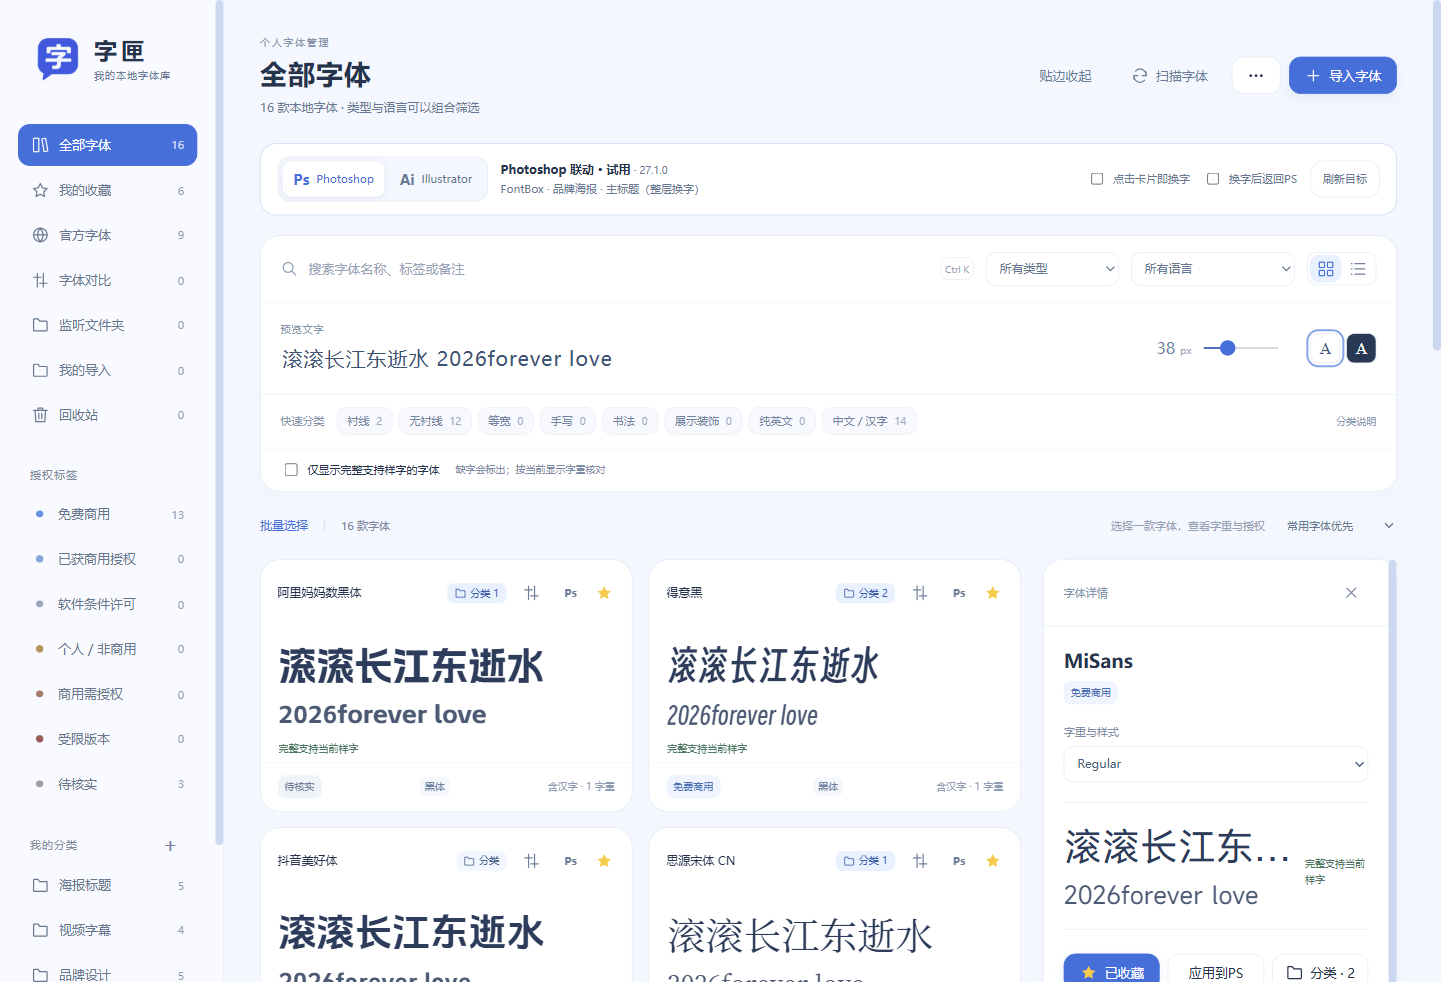 字匣
我的本地字体库
全部字体 16
我的收藏 6
官方字体 9
字体对比 0
监听文件夹 0
我的导入 0
回收站 0
授权标签
免费商用 13
已获商用授权 0
软件条件许可 0
个人 / 非商用 0
商用需授权 0
受限版本 0
待核实 3
我的分类 +
海报标题 5
视频字幕 4
品牌设计 5
个人字体管理
全部字体
16 款本地字体 · 类型与语言可以组合筛选
贴边收起
扫描字体
···
+ 导入字体
Ps Photoshop
Ai Illustrator
Photoshop 联动 • 试用 · 27.1.0
FontBox · 品牌海报 · 主标题（整层换字）
点击卡片即换字
换字后返回PS
刷新目标
搜索字体名称、标签或备注
Ctrl K
所有类型
所有语言
预览文字
滚滚长江东逝水 2026forever love
38 px
A
A
快速分类
衬线 2
无衬线 12
等宽 0
手写 0
书法 0
展示装饰 0
纯英文 0
中文 / 汉字 14
分类说明
仅显示完整支持样字的字体
缺字会标出；按当前显示字重核对
批量选择
16 款字体
选择一款字体，查看字重与授权
常用字体优先
阿里妈妈数黑体
分类 1
Ps
滚滚长江东逝水
2026forever love
完整支持当前样字
待核实
黑体
含汉字 · 1 字重
得意黑
分类 2
Ps
滚滚长江东逝水
2026forever love
完整支持当前样字
免费商用
黑体
含汉字 · 1 字重
抖音美好体
分类
Ps
滚滚长江东逝水
2026forever love
思源宋体 CN
分类 1
Ps
滚滚长江东逝水
2026forever love
字体详情
MiSans
免费商用
字重与样式
Regular
滚滚长江东...
完整支持当前
样字
2026forever love
已收藏
应用到PS
分类 · 2